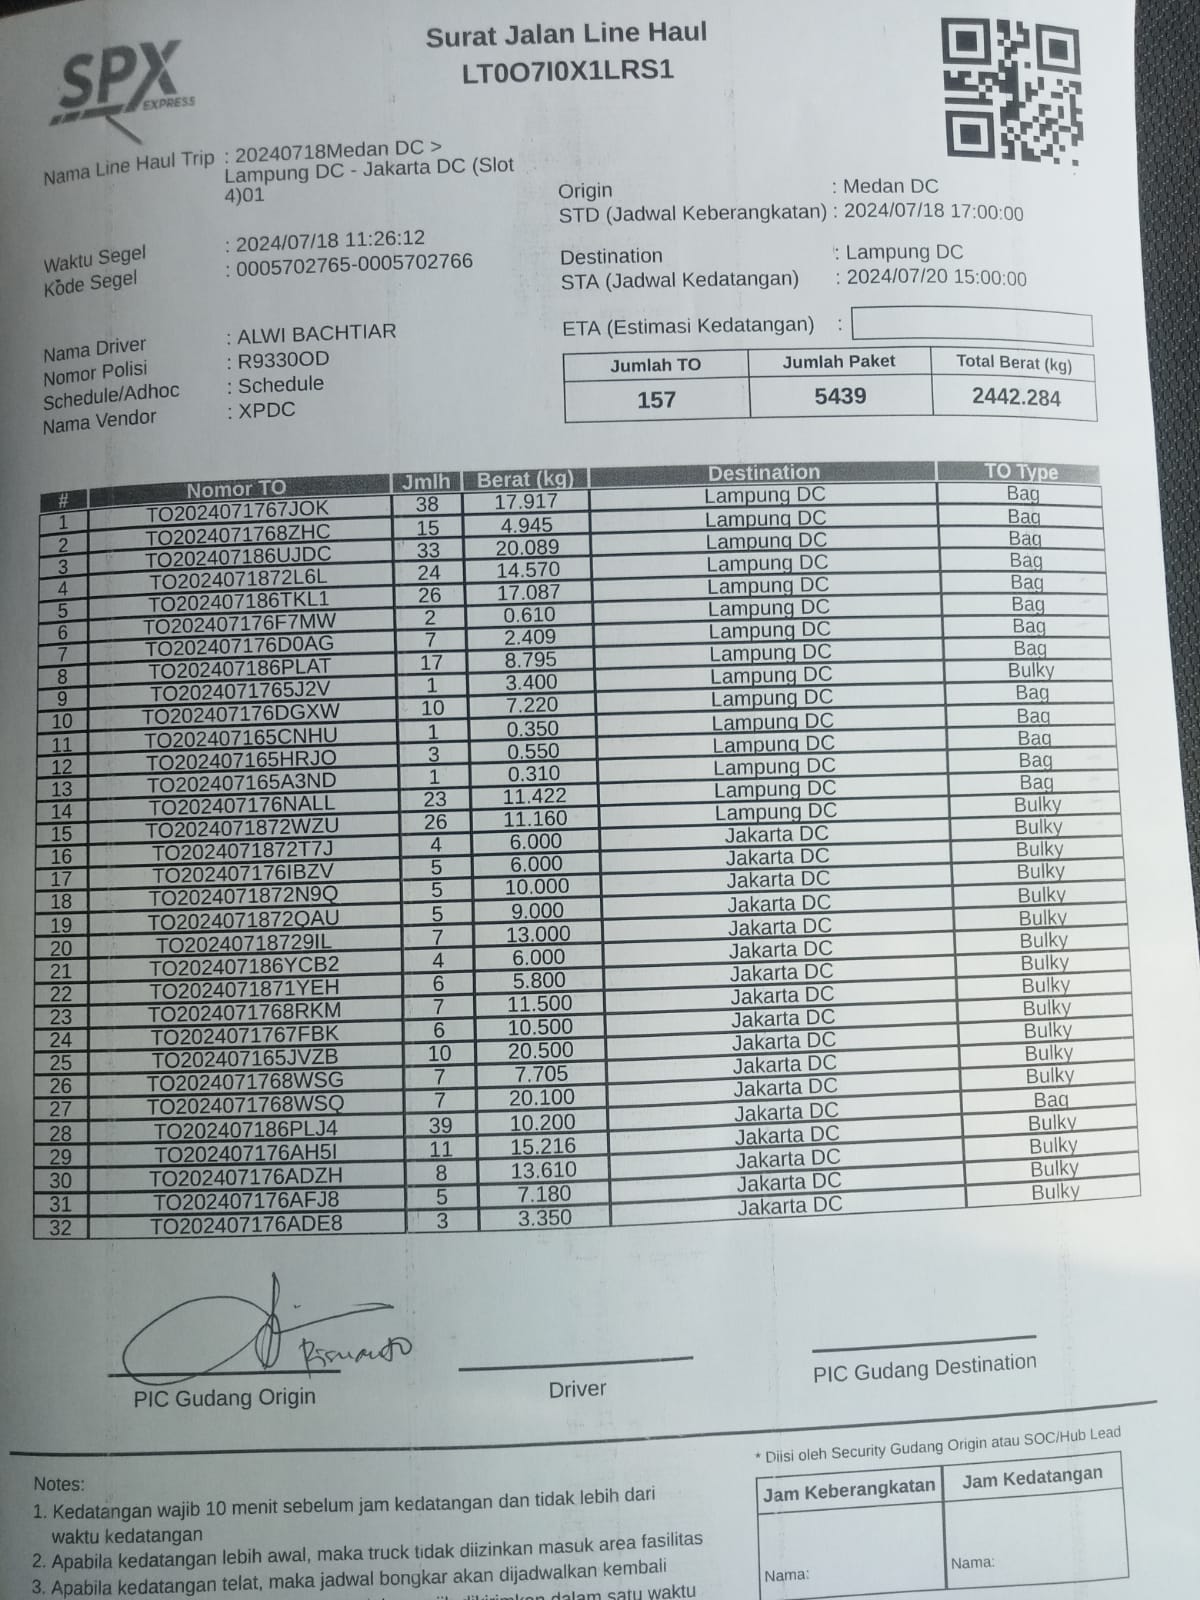 SPX
EXPRESS
Surat Jalan Line Haul
LT0O7I0X1LRS1
Nama Line Haul Trip : 20240718Medan DC >
Lampung DC - Jakarta DC (Slot
4)01
Waktu Segel : 2024/07/18 11:26:12
Kode Segel : 0005702765-0005702766
Nama Driver : ALWI BACHTIAR
Nomor Polisi : R9330OD
Schedule/Adhoc : Schedule
Nama Vendor : XPDC
Origin : Medan DC
STD (Jadwal Keberangkatan) : 2024/07/18 17:00:00
Destination : Lampung DC
STA (Jadwal Kedatangan) : 2024/07/20 15:00:00
ETA (Estimasi Kedatangan) :
Jumlah TO Jumlah Paket Total Berat (kg)
157 5439 2442.284
# Nomor TO Jmlh Berat (kg) Destination TO Type
1 TO2024071767JOK 38 17.917 Lampung DC Bag
2 TO2024071768ZHC 15 4.945 Lampung DC Bag
3 TO202407186UJDC 33 20.089 Lampung DC Bag
4 TO2024071872L6L 24 14.570 Lampung DC Bag
5 TO202407186TKL1 26 17.087 Lampung DC Bag
6 TO202407176F7MW 2 0.610 Lampung DC Bag
7 TO202407176D0AG 7 2.409 Lampung DC Bag
8 TO202407186PLAT 17 8.795 Lampung DC Bag
9 TO2024071765J2V 1 3.400 Lampung DC Bulky
10 TO202407176DGXW 10 7.220 Lampung DC Bag
11 TO202407165CNHU 1 0.350 Lampung DC Bag
12 TO202407165HRJO 3 0.550 Lampung DC Bag
13 TO202407165A3ND 1 0.310 Lampung DC Bag
14 TO202407176NALL 23 11.422 Lampung DC Bag
15 TO2024071872WZU 26 11.160 Lampung DC Bulky
16 TO2024071872T7J 4 6.000 Jakarta DC Bulky
17 TO202407176IBZV 5 6.000 Jakarta DC Bulky
18 TO2024071872N9Q 5 10.000 Jakarta DC Bulky
19 TO2024071872QAU 5 9.000 Jakarta DC Bulky
20 TO20240718729IL 7 13.000 Jakarta DC Bulky
21 TO202407186YCB2 4 6.000 Jakarta DC Bulky
22 TO2024071871YEH 6 5.800 Jakarta DC Bulky
23 TO2024071768RKM 7 11.500 Jakarta DC Bulky
24 TO2024071767FBK 6 10.500 Jakarta DC Bulky
25 TO202407165JVZB 10 20.500 Jakarta DC Bulky
26 TO2024071768WSG 7 7.705 Jakarta DC Bulky
27 TO2024071768WSQ 7 20.100 Jakarta DC Bulky
28 TO202407186PLJ4 39 10.200 Jakarta DC Bag
29 TO202407176AH5I 11 15.216 Jakarta DC Bulky
30 TO202407176ADZH 8 13.610 Jakarta DC Bulky
31 TO202407176AFJ8 5 7.180 Jakarta DC Bulky
32 TO202407176ADE8 3 3.350 Jakarta DC Bulky
PIC Gudang Origin
Driver
PIC Gudang Destination
Notes:
1. Kedatangan wajib 10 menit sebelum jam kedatangan dan tidak lebih dari
waktu kedatangan
2. Apabila kedatangan lebih awal, maka truck tidak diizinkan masuk area fasilitas
3. Apabila kedatangan telat, maka jadwal bongkar akan dijadwalkan kembali
dalam satu waktu
* Diisi oleh Security Gudang Origin atau SOC/Hub Lead
Jam Keberangkatan Jam Kedatangan
Nama: Nama: